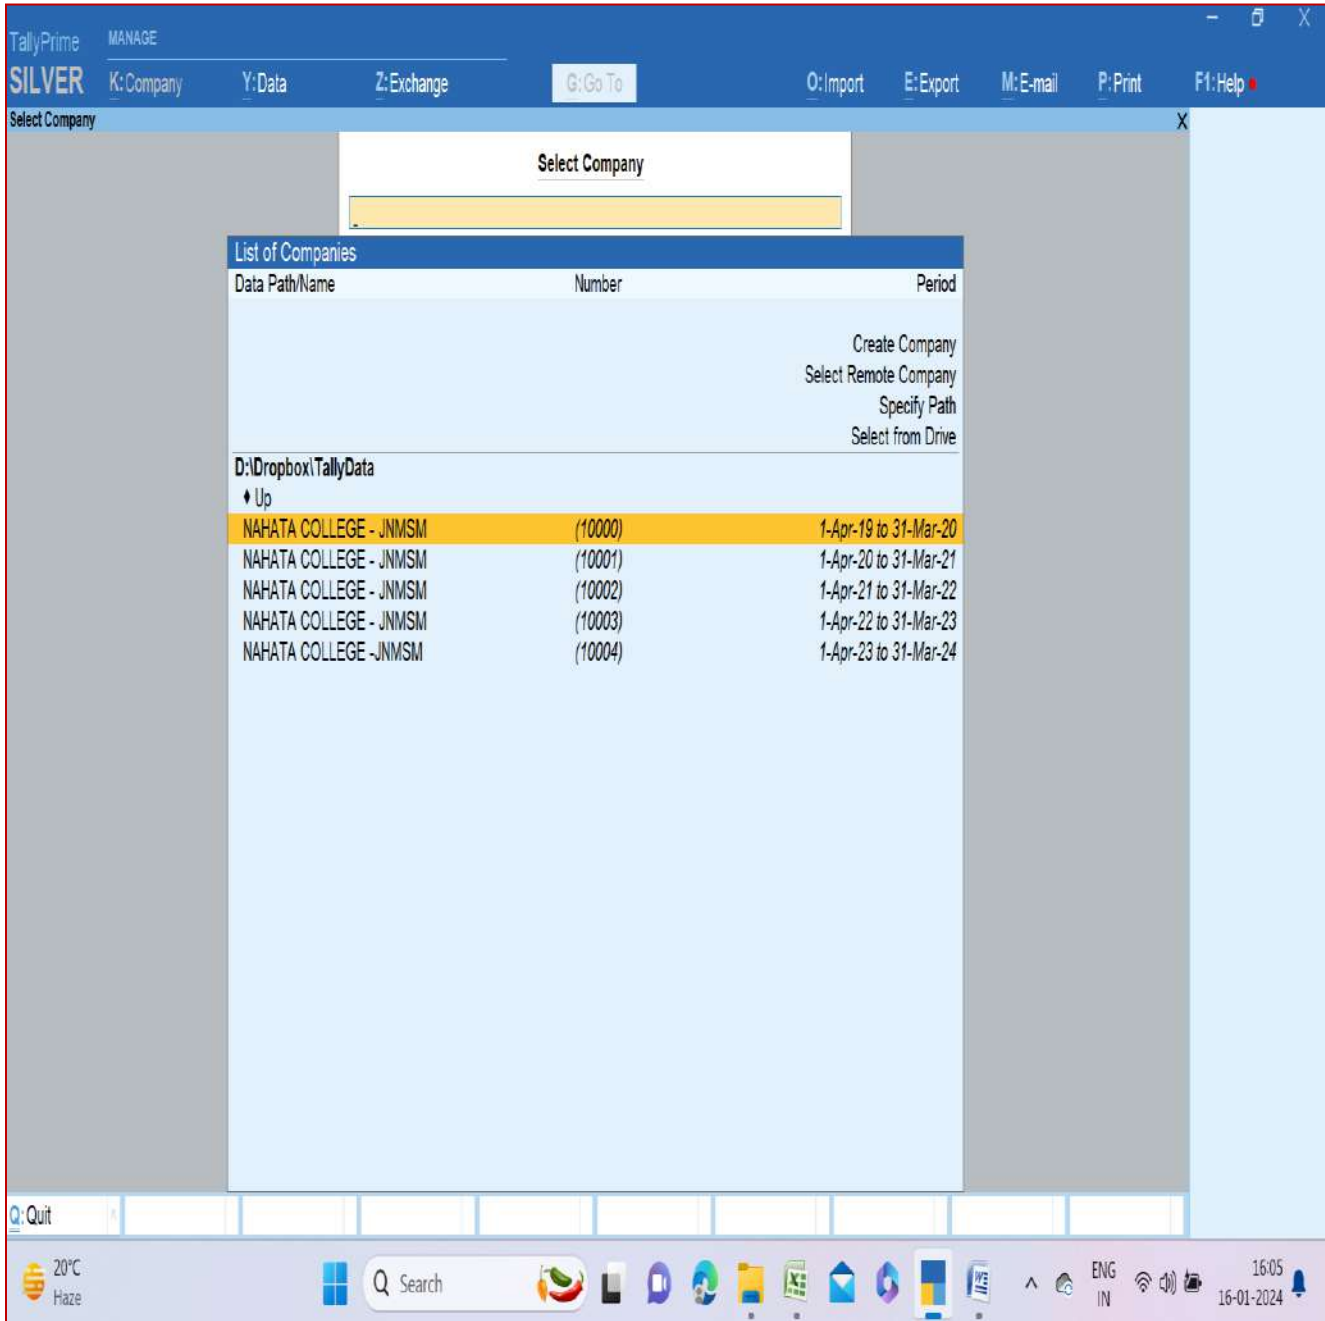 TallyPrime MANAGE
SILVER K:Company Y:Data Z:Exchange G:Go To O:Import E:Export M:E-mail P:Print F1:Help
Select Company X
Select Company
List of Companies
Data Path/Name Number Period
Create Company
Select Remote Company
Specify Path
Select from Drive
D:\Dropbox\TallyData
♦ Up
NAHATA COLLEGE - JNMSM (10000) 1-Apr-19 to 31-Mar-20
NAHATA COLLEGE - JNMSM (10001) 1-Apr-20 to 31-Mar-21
NAHATA COLLEGE - JNMSM (10002) 1-Apr-21 to 31-Mar-22
NAHATA COLLEGE - JNMSM (10003) 1-Apr-22 to 31-Mar-23
NAHATA COLLEGE -JNMSM (10004) 1-Apr-23 to 31-Mar-24
Q:Quit
20°C
Haze
Search
ENG
IN
16:05
16-01-2024